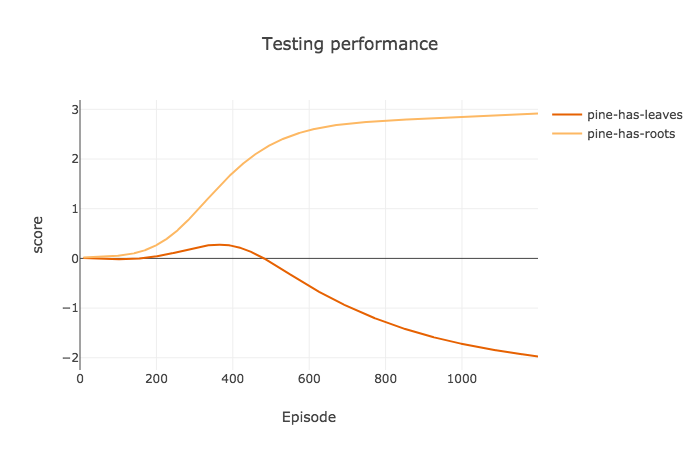 Testing performance
pine-has-leaves
pine-has-roots
3
2
1
0
−1
−2
score
0 200 400 600 800 1000
Episode